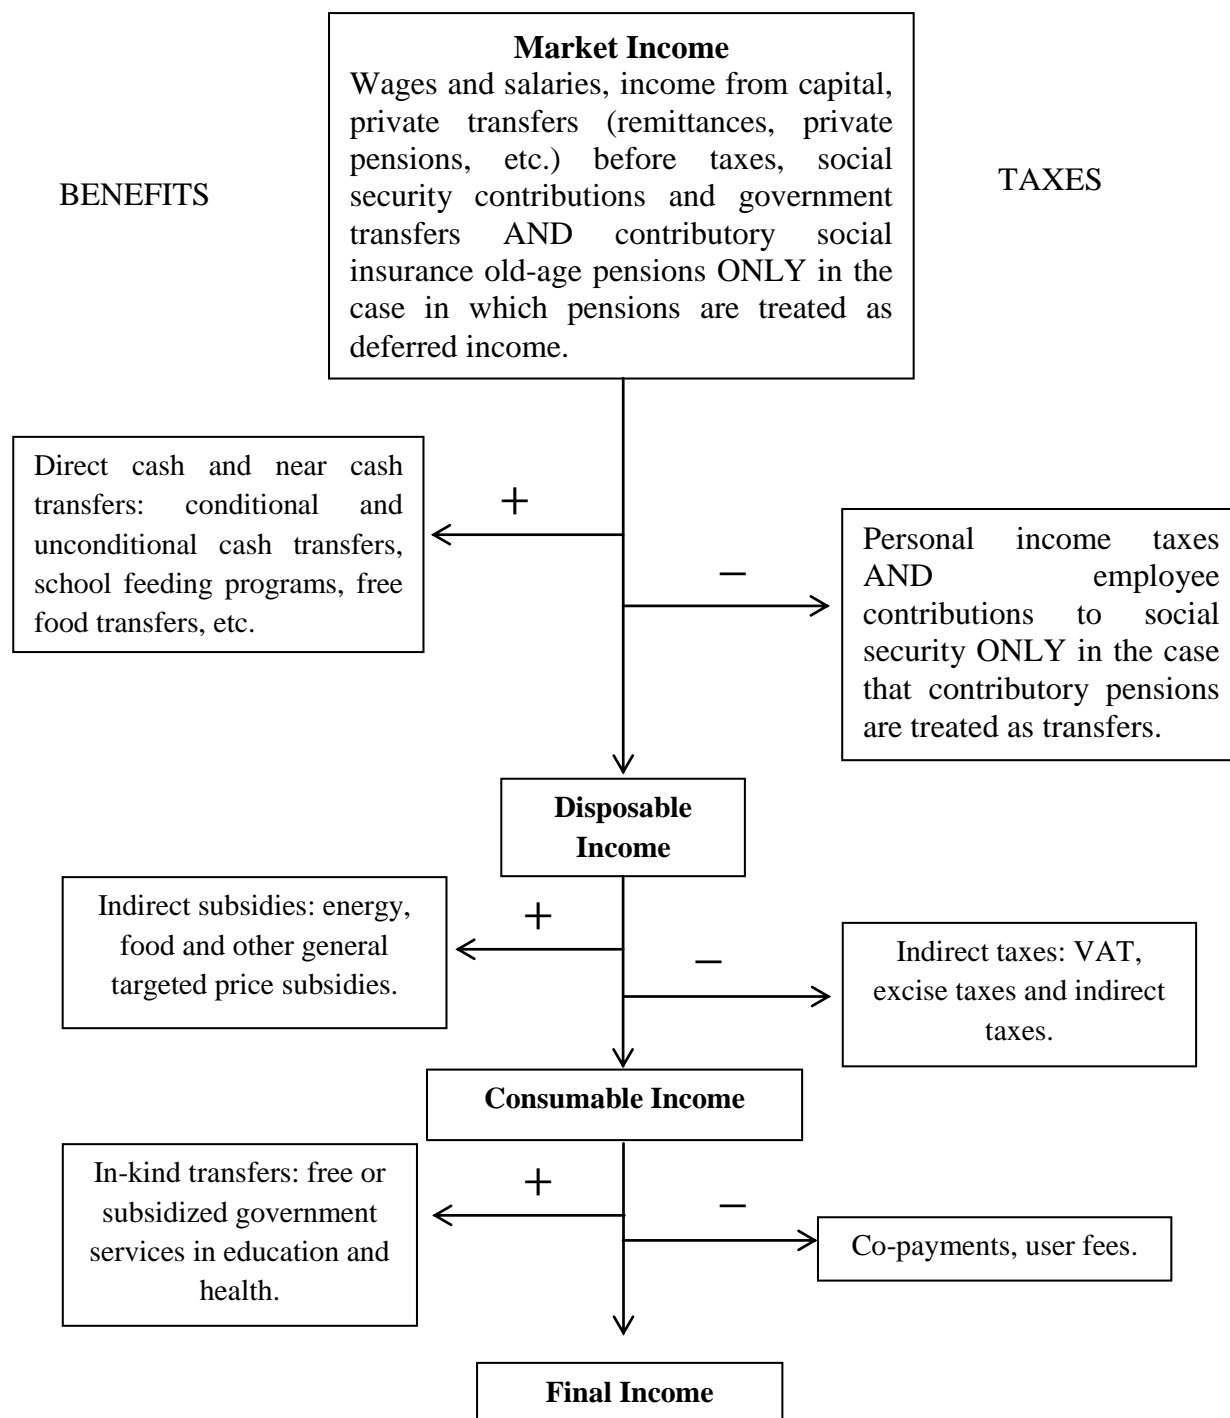 Market Income
Wages and salaries, income from capital,
private transfers (remittances, private
pensions, etc.) before taxes, social
security contributions and government
transfers AND contributory social
insurance old-age pensions ONLY in the
case in which pensions are treated as
deferred income.
BENEFITS
TAXES
Direct cash and near cash
transfers: conditional and
unconditional cash transfers,
school feeding programs, free
food transfers, etc.
+
−
Personal income taxes
AND employee
contributions to social
security ONLY in the case
that contributory pensions
are treated as transfers.
Disposable
Income
Indirect subsidies: energy,
food and other general
targeted price subsidies.
+
−
Indirect taxes: VAT,
excise taxes and indirect
taxes.
Consumable Income
In-kind transfers: free or
subsidized government
services in education and
health.
+
−
Co-payments, user fees.
Final Income